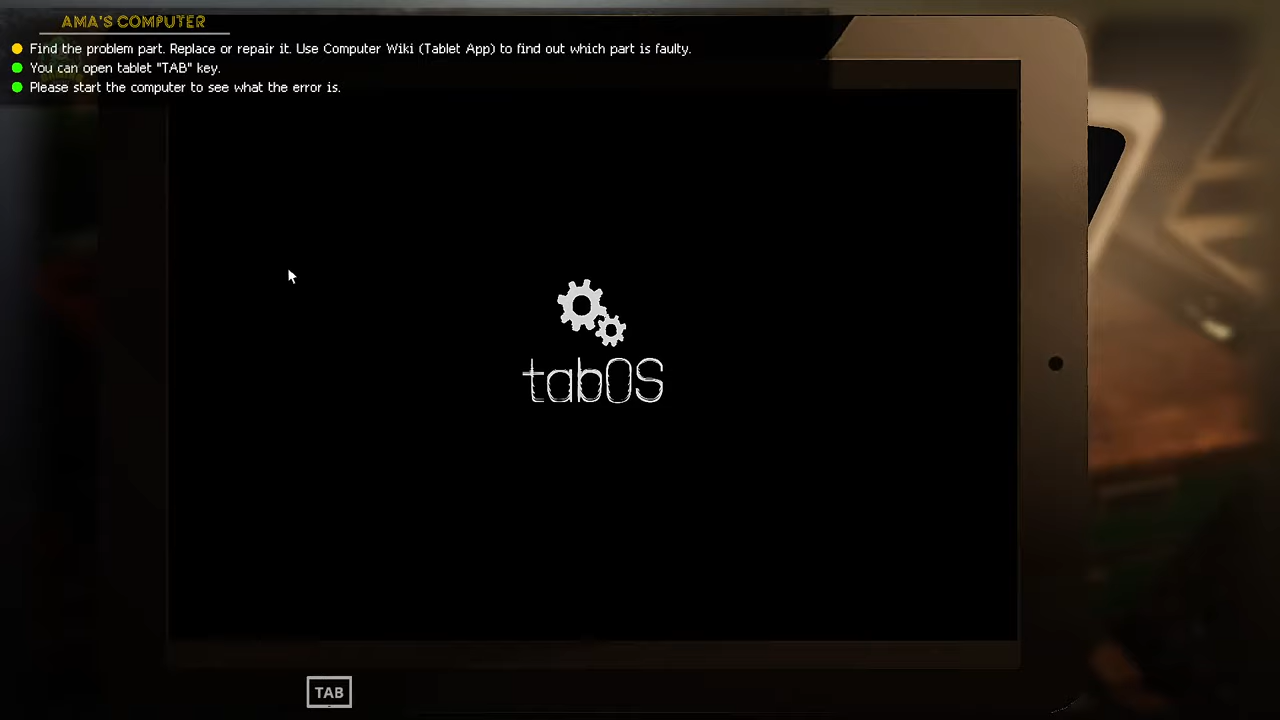 AMA'S COMPUTER
Find the problem part. Replace or repair it. Use Computer Wiki (Tablet App) to find out which part is faulty.
You can open tablet "TAB" key.
Please start the computer to see what the error is.
tabOS
TAB